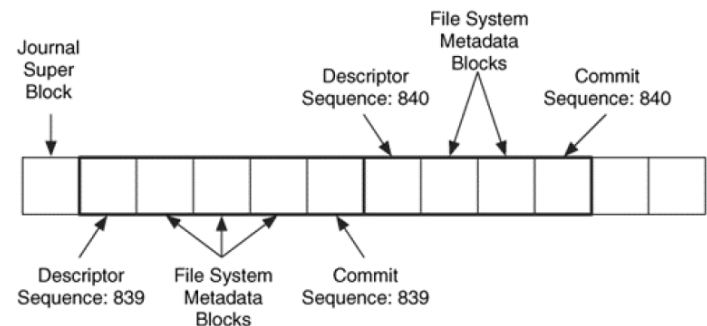 Journal
Super
Block
Descriptor
Sequence: 840
File System
Metadata
Blocks
Commit
Sequence: 840
Descriptor
Sequence: 839
File System
Metadata
Blocks
Commit
Sequence: 839